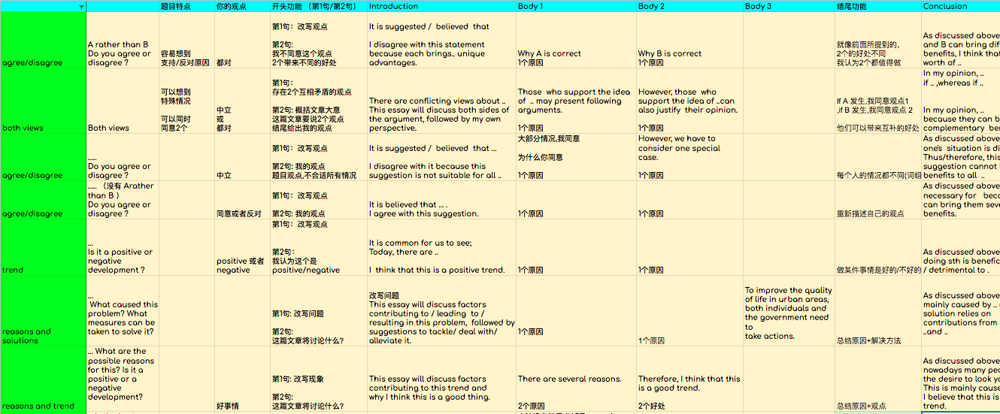 题目特点 你的观点 开头功能 （第1句/第2句） Introduction Body 1 Body 2 Body 3 结尾功能 Conclusion
agree/disagree
A rather than B
Do you agree or
disagree ?
容易想到
支持/反对原因
都对
第1句：改写观点
第2句:
我不同意这个观点
2个带来不同的好处
It is suggested / believed that
I disagree with this statement
because each brings.. unique
advantages.
Why A is correct
1个原因
Why B is correct
1个原因
就像前面所提到的,
2个的好处不同
我认为2个都值得做
As discussed above
and B can bring dif
benefits, I think that
worth of ..
both views
Both views
可以想到
特殊情况
可以同时
同意2个
中立
或
都对
第1句：
存在2个互相矛盾的观点
第2句: 概括文章大意
这篇文章要说2个观点
结尾给出我的观点
There are conflicting views about ..
This essay will discuss both sides of
the argument, followed by my own
perspective.
Those who support the idea
of .. may present following
arguments.
1个原因
However, those who
support the idea of ..can
also justify their opinion.
1个原因
If A 发生,我同意观点1
,if B 发生,我同意观点 2
他们可以带来互补的好处
In my opinion, ..
if .. ,whereas if ..
In my opinion, ..
because they can b
complementary ben
agree/disagree
.....
Do you agree or
disagree ?
中立
第1句：改写观点
第2句: 我的观点
题目观点,不合适所有情况
It is suggested / believed that ...
I disagree with it because this
suggestion is not suitable for all ..
大部分情况,我同意
为什么你同意
1个原因
However, we have to
consider one special
case.
1个原因
每个人的情况都不同(词组
As discussed above
one's situation is di
Thus/therefore, this
suggestion cannot
benefits to all ..
agree/disagree
..... （没有 Arather
than B ）
Do you agree or
disagree ?
同意或者反对
第1句：改写观点
第2句: 我的观点
It is believed that ... .
I agree with this suggestion.
1个原因
1个原因
重新描述自己的观点
As discussed above
necessary for beco
can bring them seve
benefits.
trend
...
Is it a positive or
negative
development ?
positive 或者
negative
第1句：改写观点
第2句：
我认为这个是
positive/negative
It is common for us to see;
Today, there are ..
I think that this is a positive trend.
1个原因
1个原因
做某件事情是好的/不好的
As discussed above
doing sth is benefic
/ detrimental to .
reasons and
solutions
...
What caused this
problem? What
measures can be
taken to solve it?
第1句: 改写问题
第2句:
这篇文章将讨论什么?
改写问题
This essay will discuss factors
contributing to / leading to /
resulting in this problem, followed by
suggestions to tackle/ deal with/
alleviate it.
1个原因
1个原因
To improve the quality
of life in urban areas,
both individuals and
the government need
to
take actions.
总结原因+解决方法
As discussed above
mainly caused by ..
solution relies on
contributions from
..and ..
reasons and trend
... What are the
possible reasons
for this? Is it a
positive or a
negative
development?
好事情
第1句: 改写现象
第2句:
这篇文章将讨论什么?
This essay will discuss factors
contributing to this trend and
why I think this is a good thing.
There are several reasons.
2个原因
Therefore, I think that this
is a good trend.
2个好处
总结原因+观点
As discussed above
nowadays many peo
the desire to look yo
This is mainly cause
I believe that this is
trend.